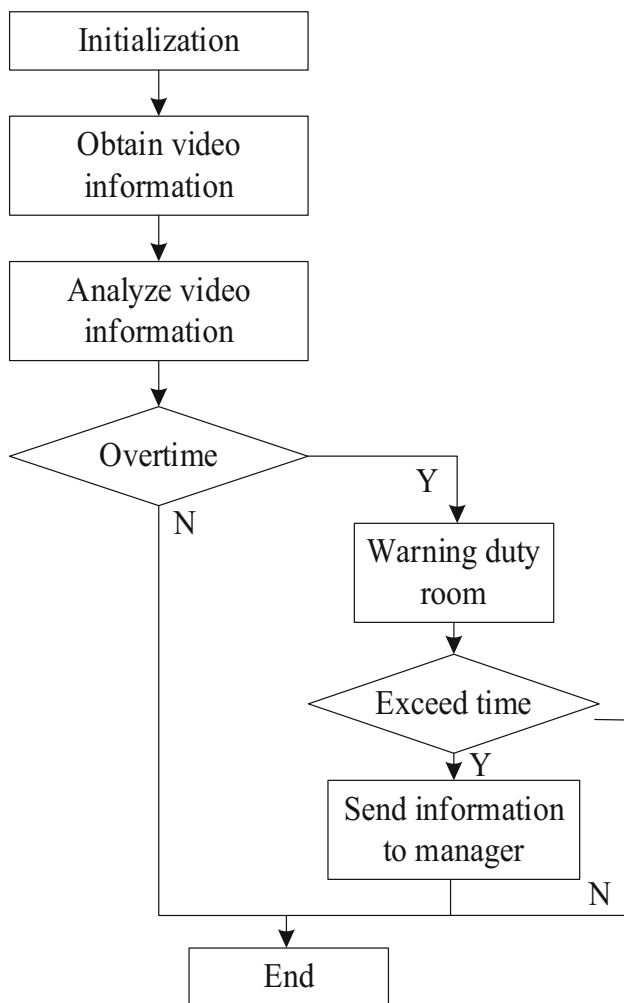 Initialization
Obtain video
information
Analyze video
information
Overtime
Y
N
Warning duty
room
Exceed time
Y
Send information
to manager
N
End